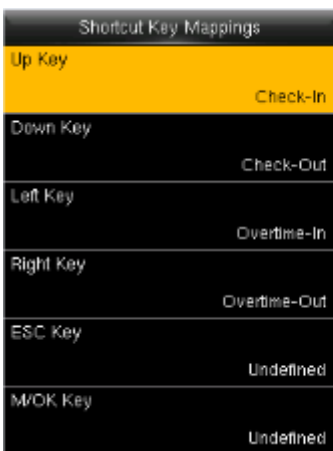 Shortcut Key Mappings
Up Key
Check-In
Down Key
Check-Out
Left Key
Overtime-In
Right Key
Overtime-Out
ESC Key
Undefined
M/OK Key
Undefined